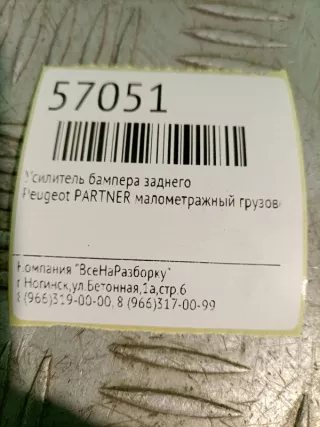 57051
Усилитель бампера заднего
Peugeot PARTNER малометражный грузов
Компания "ВсеНаРазборку"
г.Ногинск,ул.Бетонная,1а,стр.6
8(966)319-00-00, 8 (966)317-00-99